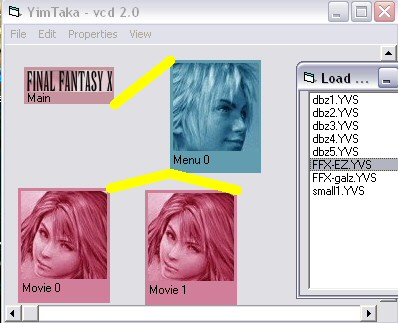 YimTaka - vcd 2.0
File Edit Properties View
FINAL FANTASY X
Main
Menu 0
Movie 0
Movie 1
Load ...
dbz1.YVS
dbz2.YVS
dbz3.YVS
dbz4.YVS
dbz5.YVS
FFX-EZ.YVS
FFX-galz.YVS
small1.YVS